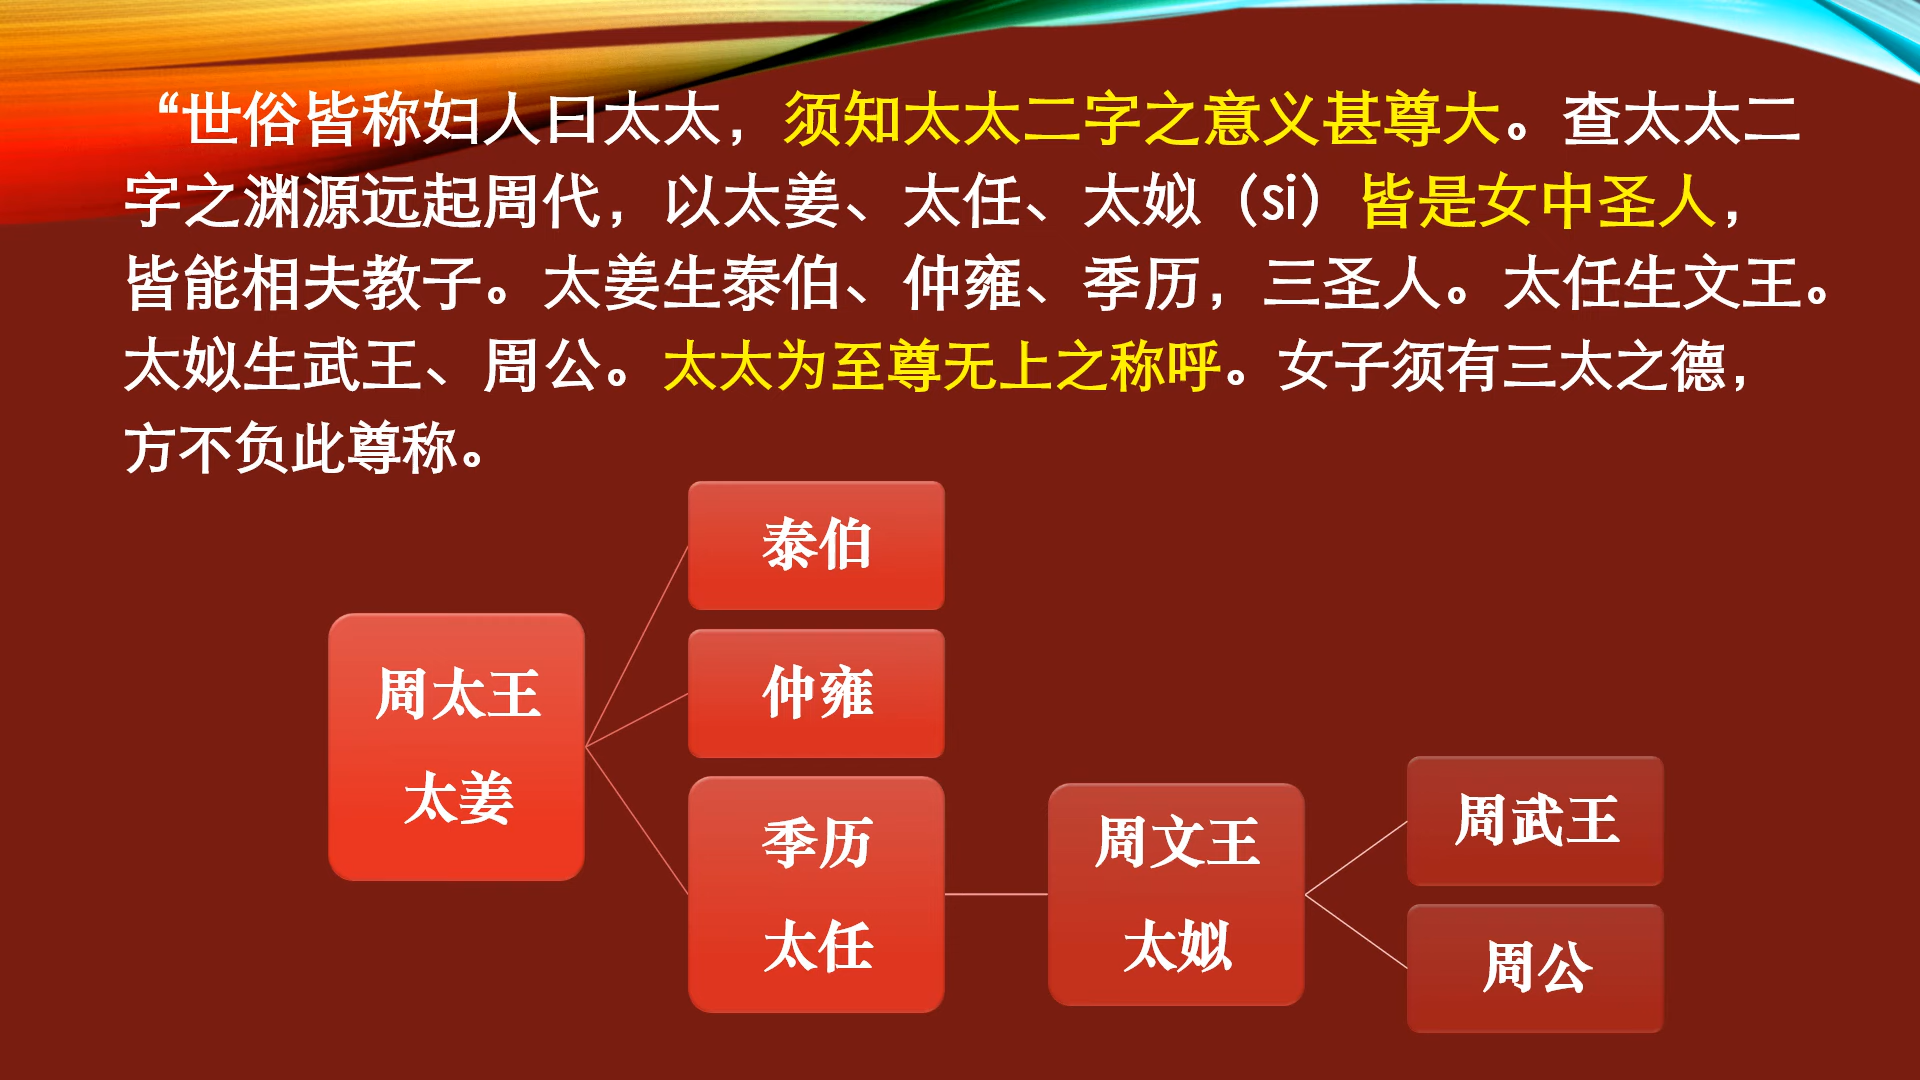 “世俗皆称妇人曰太太，须知太太二字之意义甚尊大。查太太二
字之渊源远起周代，以太姜、太任、太姒（si）皆是女中圣人，
皆能相夫教子。太姜生泰伯、仲雍、季历，三圣人。太任生文王。
太姒生武王、周公。太太为至尊无上之称呼。女子须有三太之德，
方不负此尊称。
泰伯
仲雍
周太王
太姜
季历
太任
周文王
太姒
周武王
周公